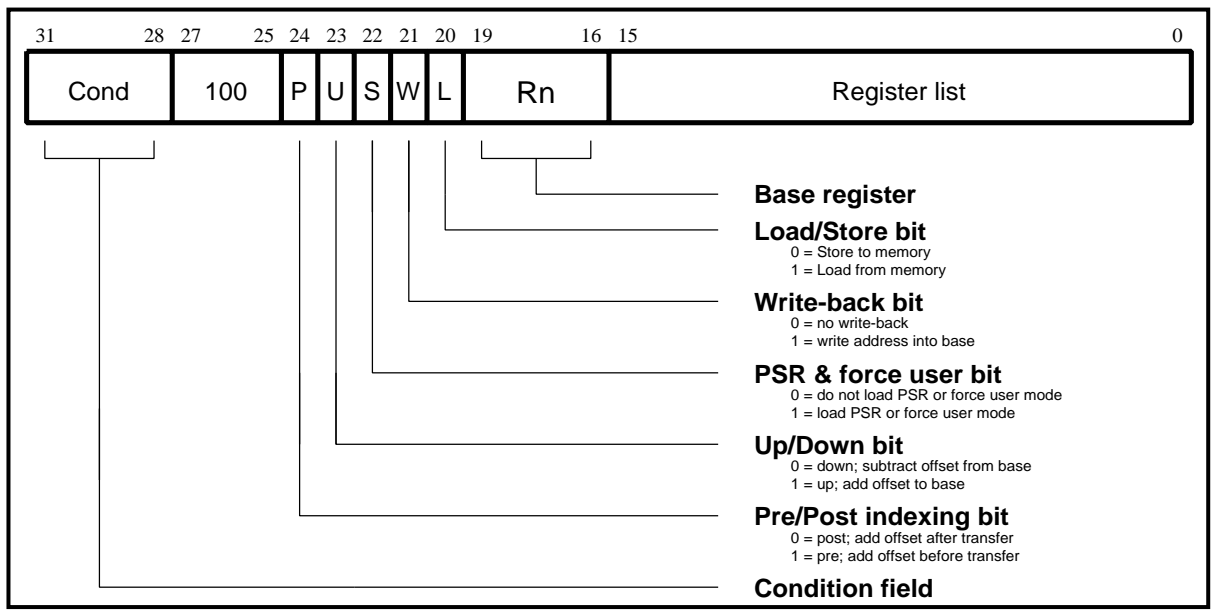 31 28 27 25 24 23 22 21 20 19 16 15 0
Cond 100 P U S W L Rn Register list
Base register
Load/Store bit
0 = Store to memory
1 = Load from memory
Write-back bit
0 = no write-back
1 = write address into base
PSR & force user bit
0 = do not load PSR or force user mode
1 = load PSR or force user mode
Up/Down bit
0 = down; subtract offset from base
1 = up; add offset to base
Pre/Post indexing bit
0 = post; add offset after transfer
1 = pre; add offset before transfer
Condition field